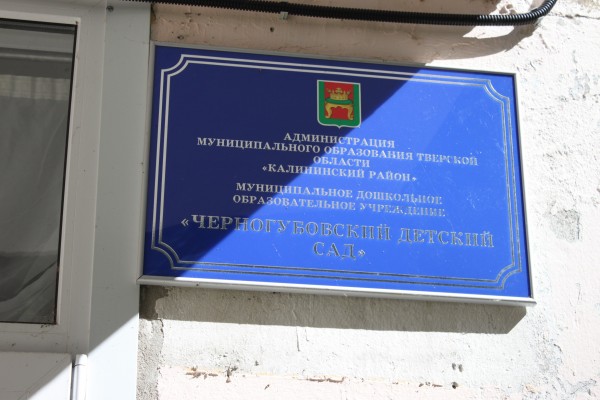 АДМИНИСТРАЦИЯ
МУНИЦИПАЛЬНОГО ОБРАЗОВАНИЯ ТВЕРСКОЙ
ОБЛАСТИ
«КАЛИНИНСКИЙ РАЙОН»
МУНИЦИПАЛЬНОЕ ДОШКОЛЬНОЕ
ОБРАЗОВАТЕЛЬНОЕ УЧРЕЖДЕНИЕ
«ЧЕРНОГУБОВСКИЙ ДЕТСКИЙ
САД»